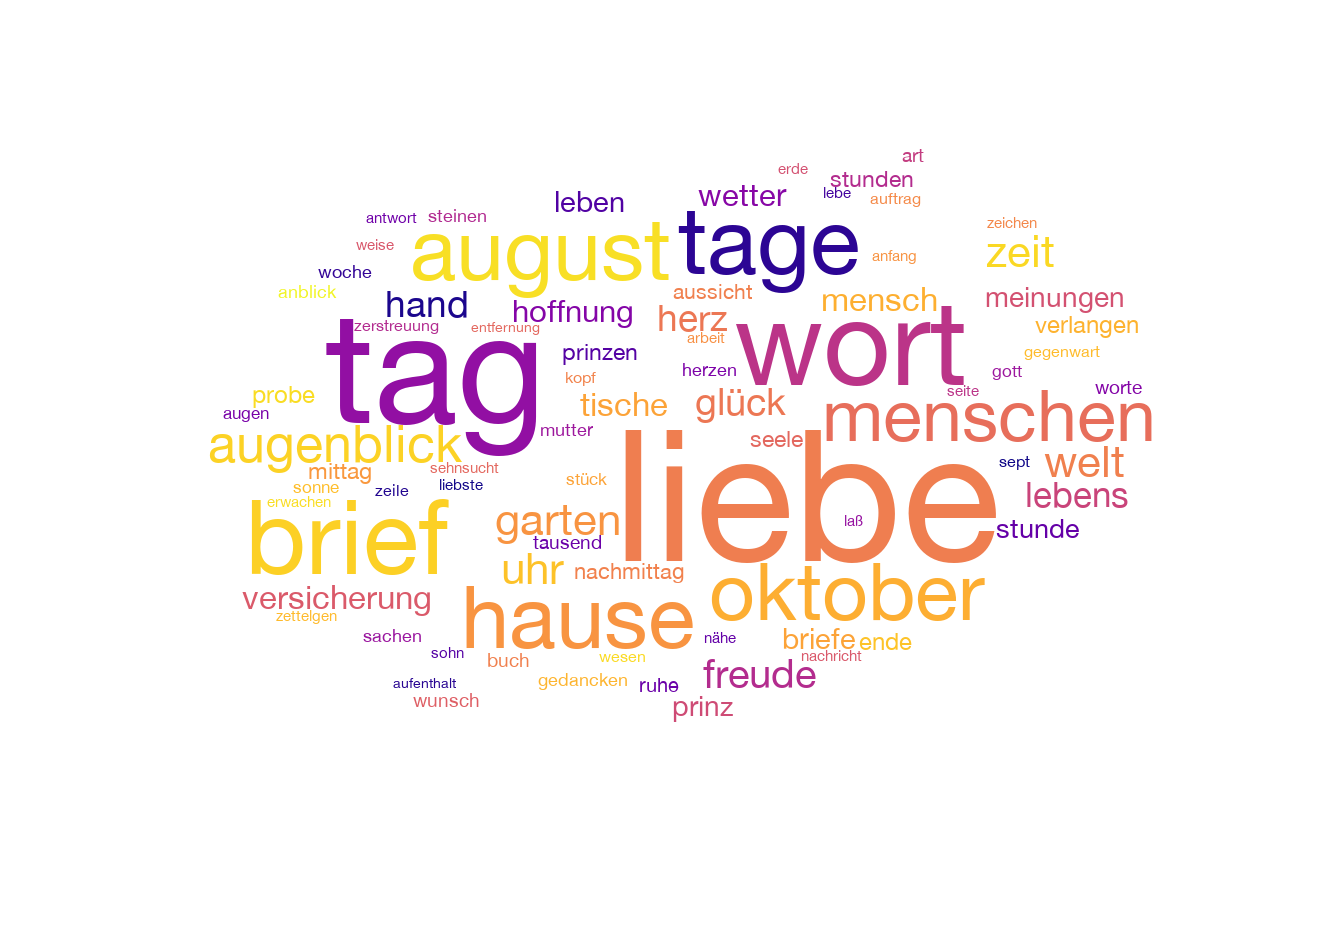 art
erde
stunden
leben
wetter
lebe
auftrag
antwort
steinen
zeichen
weise
august
tage
anfang
zeit
woche
anblick
hand
hoffnung
aussicht
mensch
meinungen
zerstreuung
entfernung
herz
verlangen
tag
prinzen
arbeit
wort
gegenwart
kopf
herzen
gott
probe
tische
glück
seite
worte
augen
menschen
augenblick
mutter
seele
mittag
sehnsucht
sept
welt
sonne
zeile
liebste
stück
liebe
lebens
erwachen
brief
garten
laß
stunde
tausend
uhr
nachmittag
versicherung
oktober
zettelgen
hause
sachen
nähe
briefe
ende
sohn
buch
wesen
nachricht
aufenthalt
gedancken
ruhe
freude
wunsch
prinz